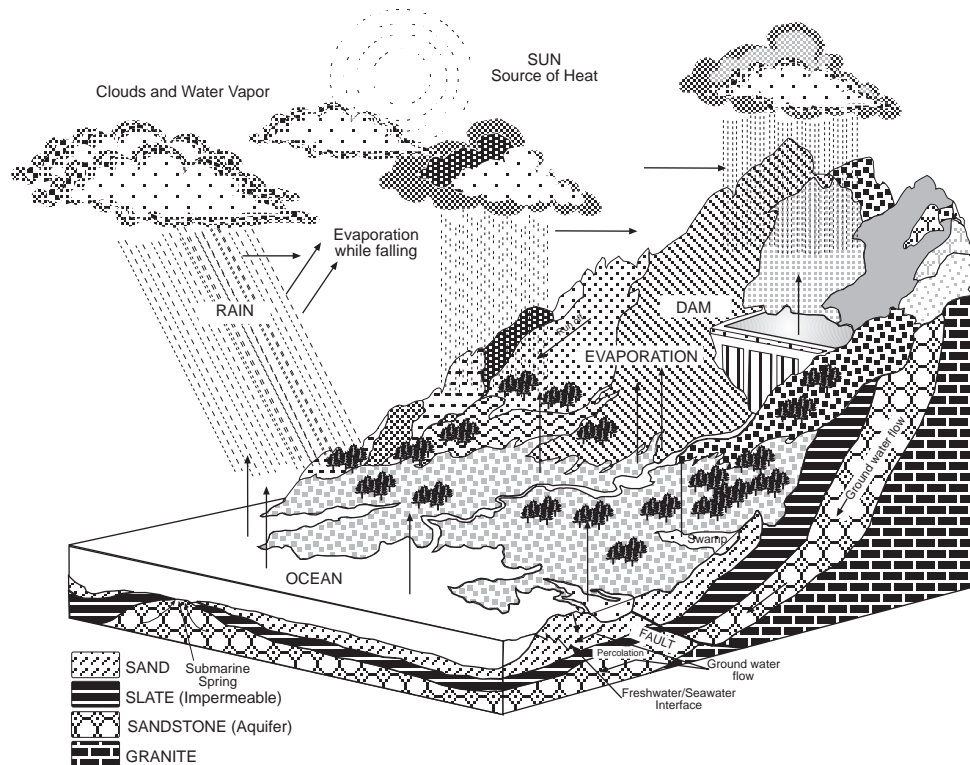 SUN
Source of Heat
Clouds and Water Vapor
Evaporation
while falling
RAIN
DAM
EVAPORATION
Ground water flow
Swamp
OCEAN
FAULT
Percolation
Ground water
flow
Freshwater/Seawater
Interface
Submarine
Spring
SAND
SLATE (Impermeable)
SANDSTONE (Aquifer)
GRANITE